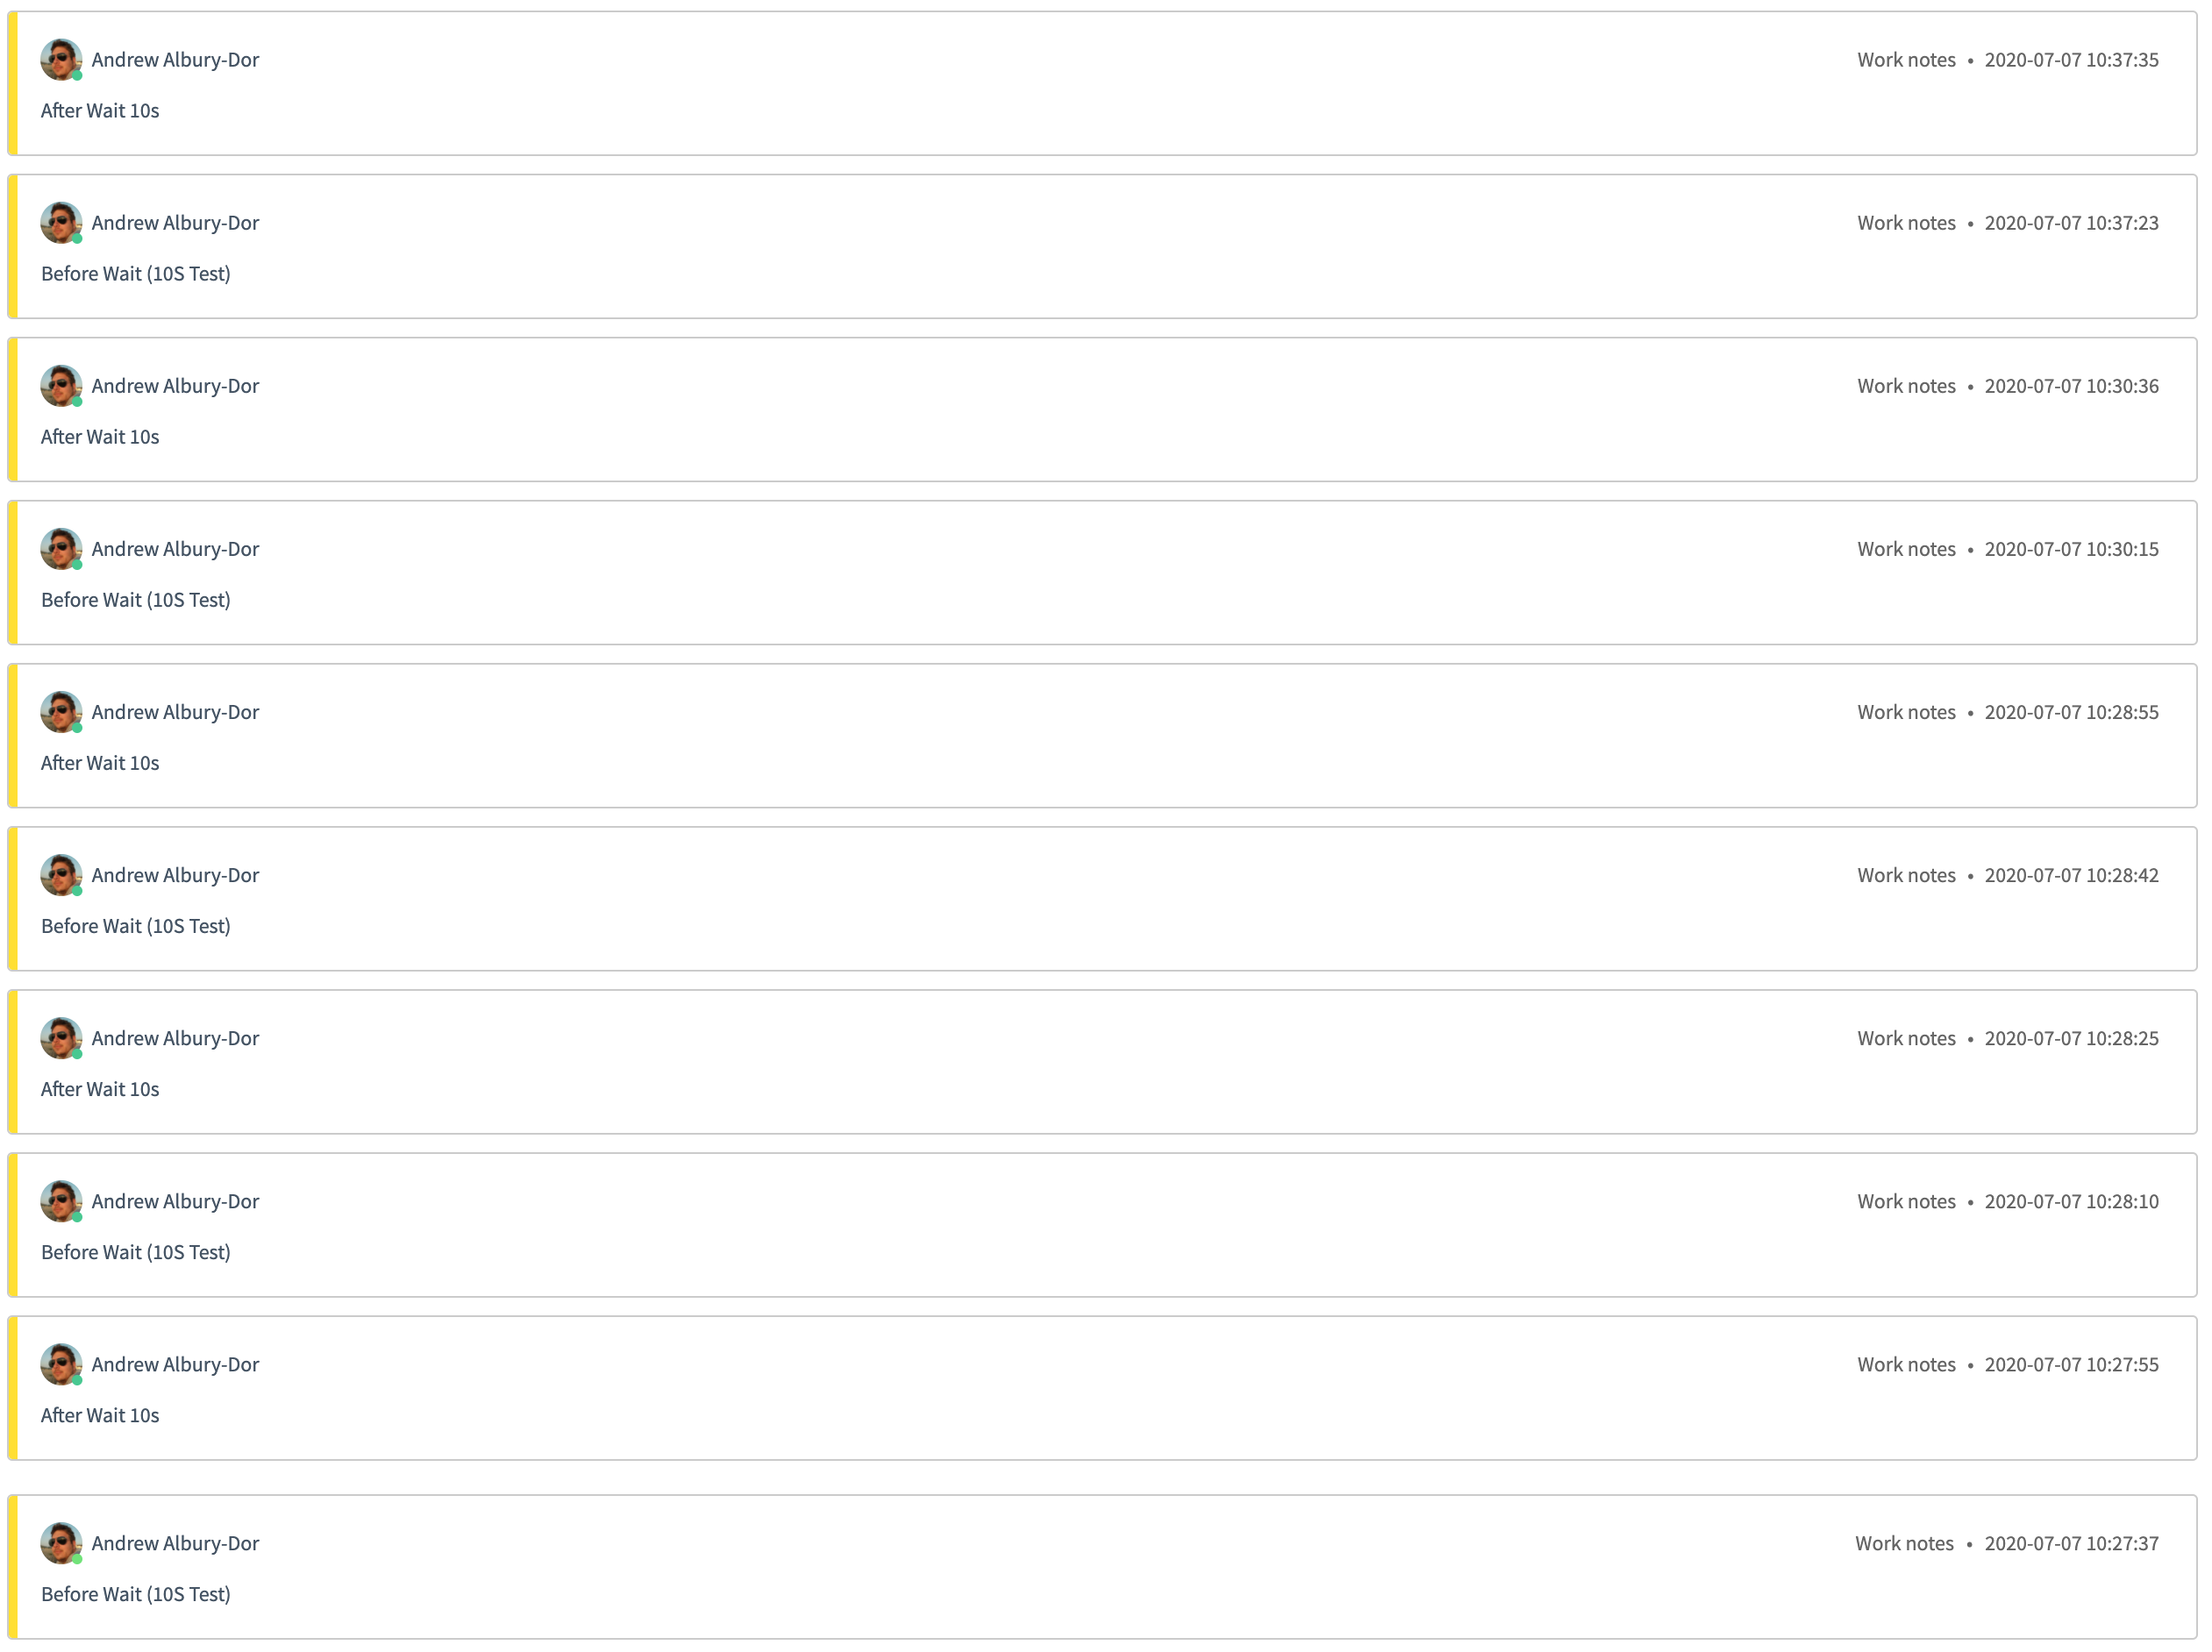 Andrew Albury-Dor Work notes • 2020-07-07 10:37:35
After Wait 10s
Andrew Albury-Dor Work notes • 2020-07-07 10:37:23
Before Wait (10S Test)
Andrew Albury-Dor Work notes • 2020-07-07 10:30:36
After Wait 10s
Andrew Albury-Dor Work notes • 2020-07-07 10:30:15
Before Wait (10S Test)
Andrew Albury-Dor Work notes • 2020-07-07 10:28:55
After Wait 10s
Andrew Albury-Dor Work notes • 2020-07-07 10:28:42
Before Wait (10S Test)
Andrew Albury-Dor Work notes • 2020-07-07 10:28:25
After Wait 10s
Andrew Albury-Dor Work notes • 2020-07-07 10:28:10
Before Wait (10S Test)
Andrew Albury-Dor Work notes • 2020-07-07 10:27:55
After Wait 10s
Andrew Albury-Dor Work notes • 2020-07-07 10:27:37
Before Wait (10S Test)